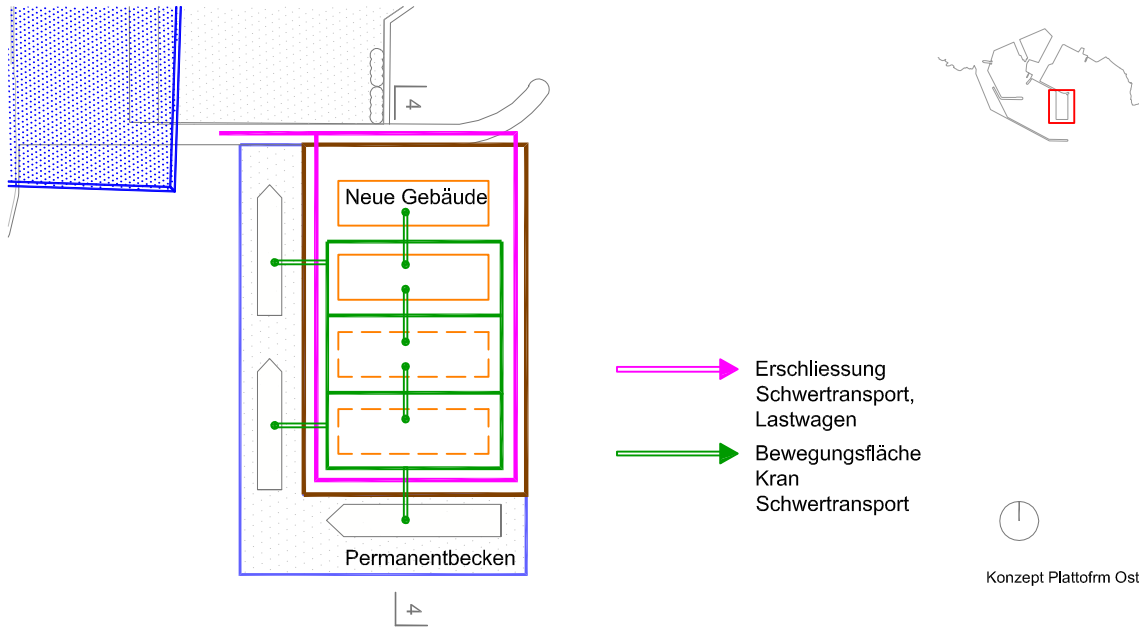 4
Neue Gebäude
Erschliessung
Schwertransport,
Lastwagen
Bewegungsfläche
Kran
Schwertransport
Permanentbecken
Konzept Plattofrm Ost
4